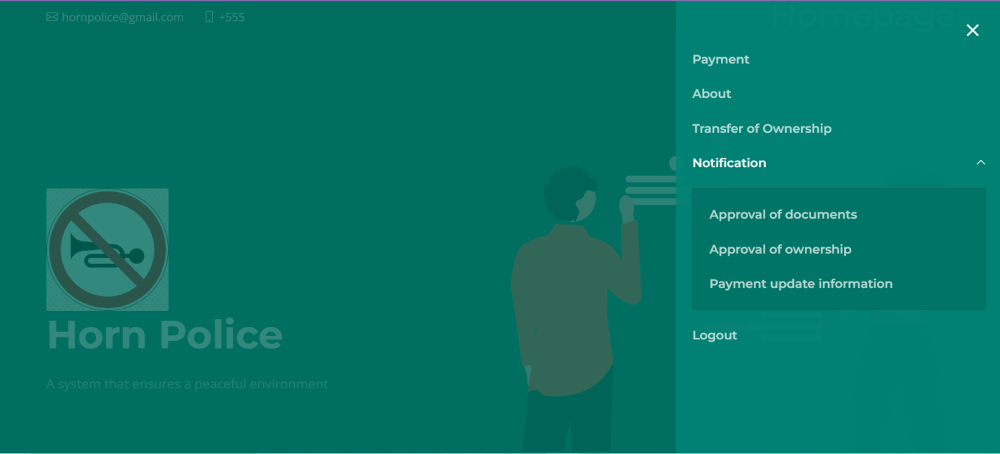 hornpolice@gmail.com
+555
Homepage
Payment
About
Transfer of Ownership
Notification
Approval of documents
Approval of ownership
Payment update information
Logout
Horn Police
A system that ensures a peaceful environment